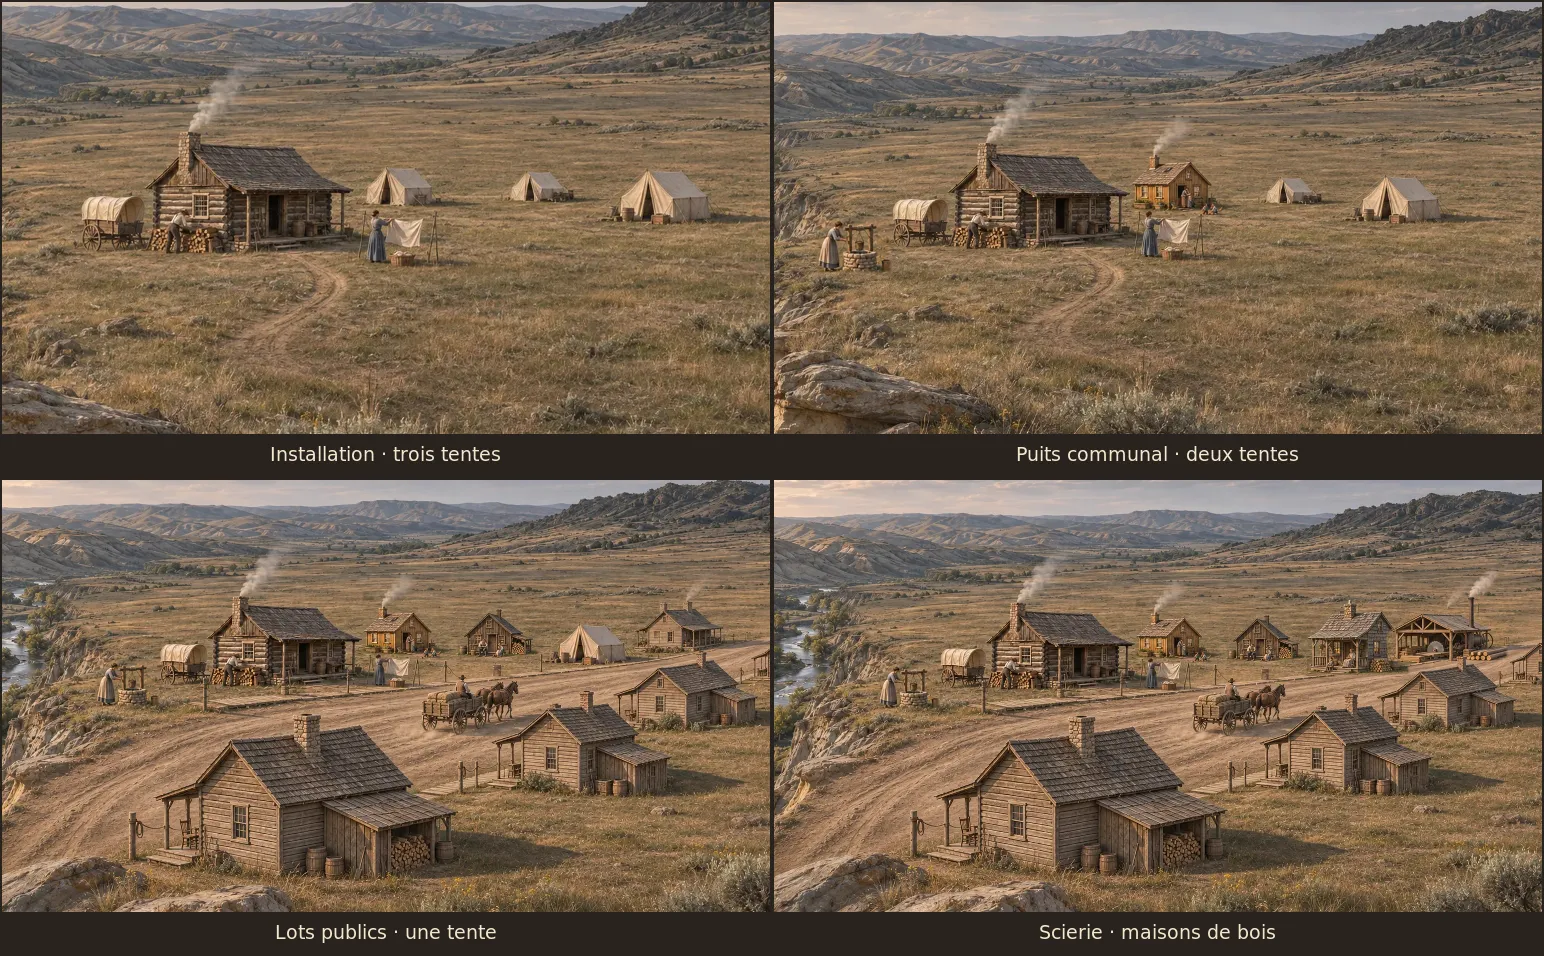 Installation · trois tentes
Puits communal · deux tentes
Lots publics · une tente
Scierie · maisons de bois